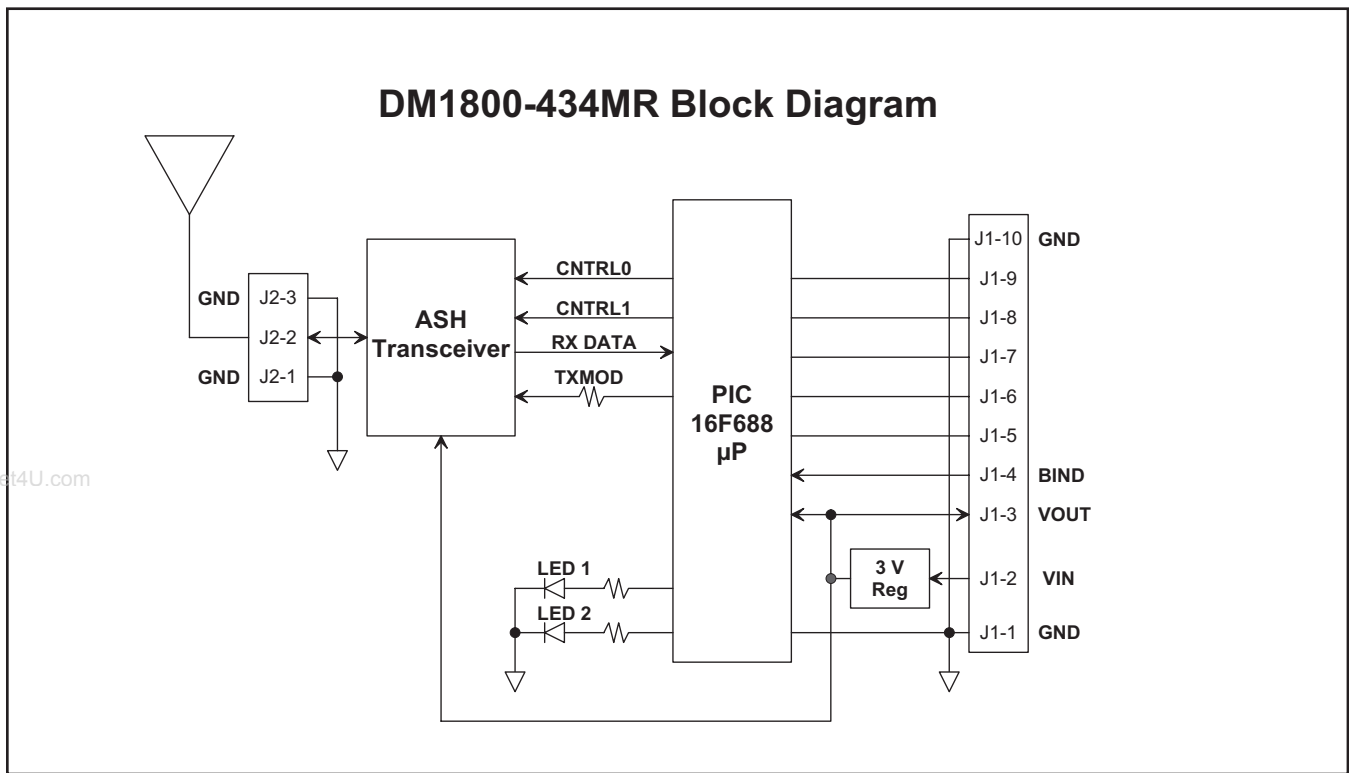 DM1800-434MR Block Diagram
GND J2-3
J2-2
GND J2-1
ASH
Transceiver
CNTRL0
CNTRL1
RX DATA
TXMOD
PIC
16F688
µP
LED 1
LED 2
3 V
Reg
J1-10 GND
J1-9
J1-8
J1-7
J1-6
J1-5
J1-4 BIND
J1-3 VOUT
J1-2 VIN
J1-1 GND
et4U.com